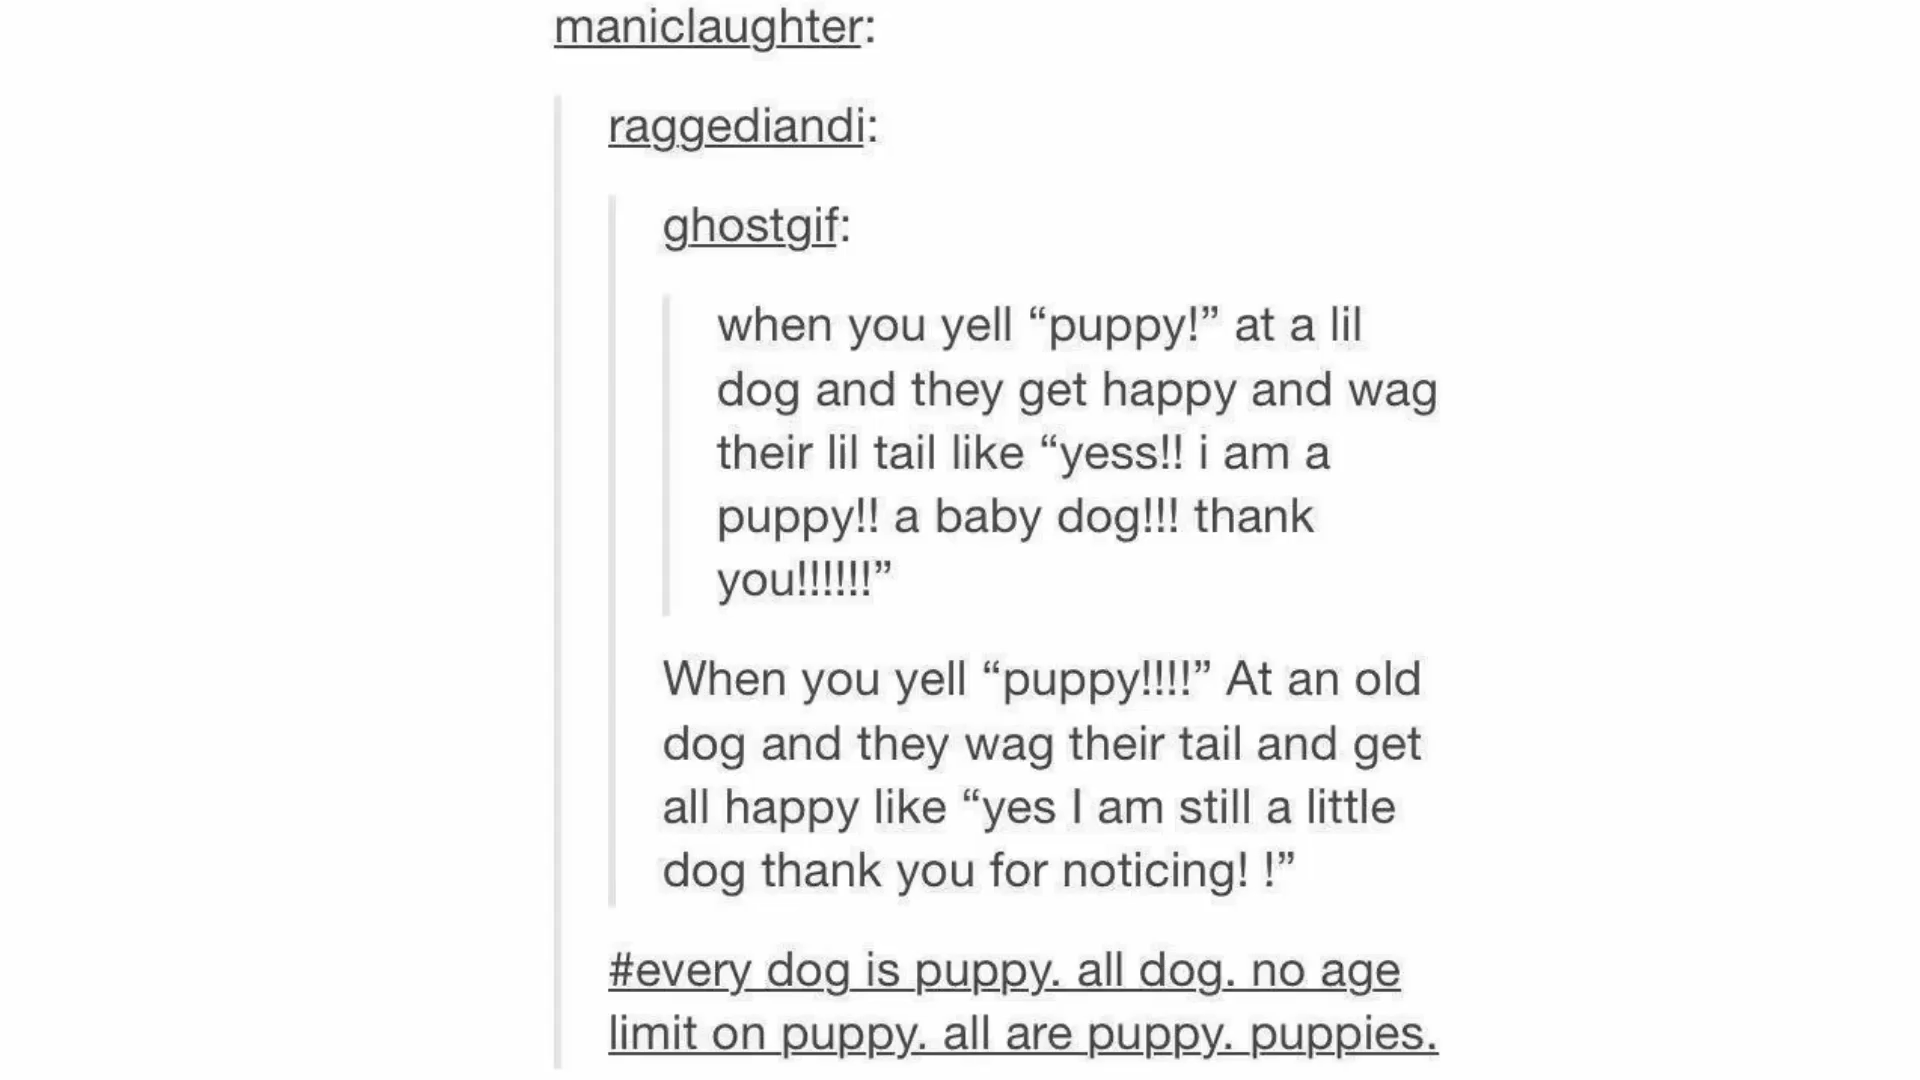 maniclaughter:
raggediandi:
ghostgif:
when you yell “puppy!” at a lil
dog and they get happy and wag
their lil tail like “yess!! i am a
puppy!! a baby dog!!! thank
you!!!!!!”
When you yell “puppy!!!!” At an old
dog and they wag their tail and get
all happy like “yes I am still a little
dog thank you for noticing! !”
#every dog is puppy. all dog. no age
limit on puppy. all are puppy. puppies.